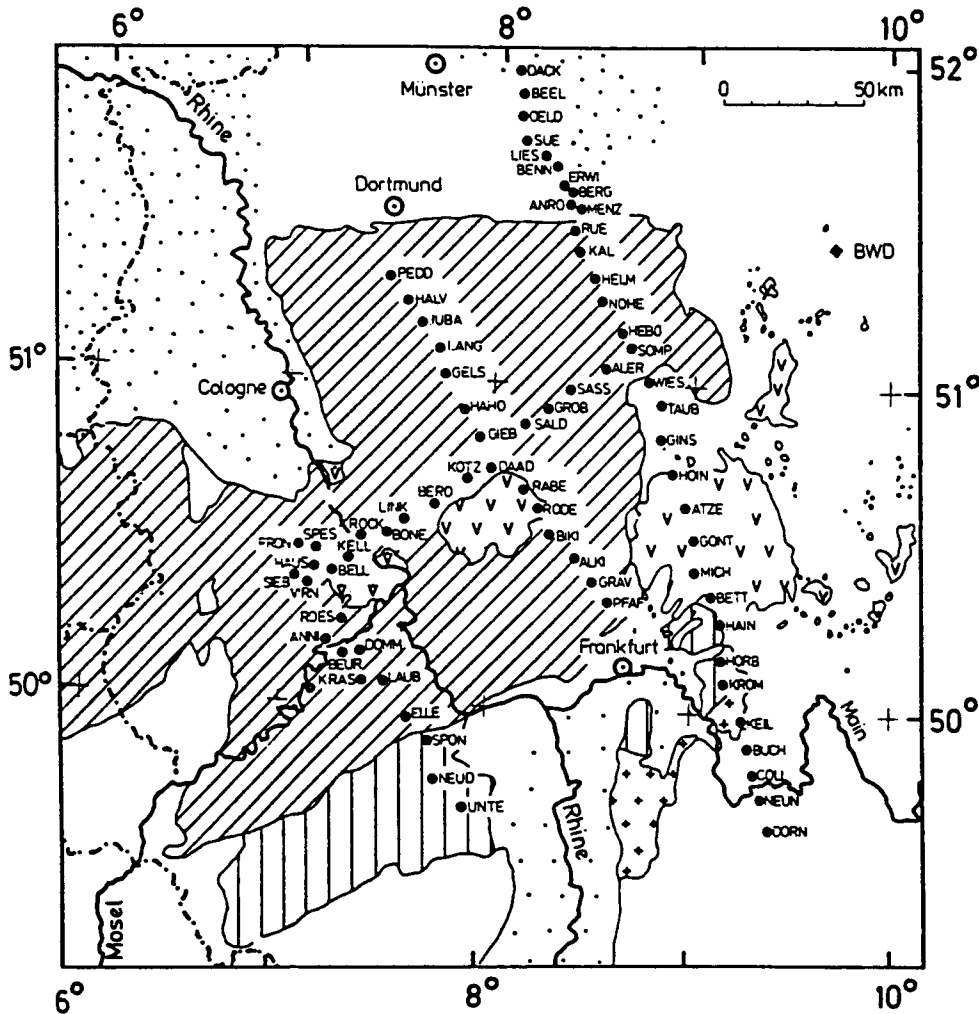 6° 8° 10°
DACK
52°
Münster
BEEL
0 50 km
OELD
Rhine
SUE
LIES
BENN
ERWI
Dortmund
BERG
ANRO
MENZ
RUE
KAL
BWD
PEDD
HELM
HALV
NOHE
JUBA
HEBO
SOMP
LANG
51°
ALER
GELS
WIES
Cologne
SASS
51°
TAUB
HAHO
GROB
SALD
GIEB
GINS
KOTZ
DAAD
HOIN
RABE
BERO
RODE
ATZE
LINK
ROCK
BONE
SPES
FRON
KELL
BIKI
GONT
HAUS
BELL
ALKI
MICH
SIEB
GRAV
PFAF
BETT
ROES
HAIN
ANNI
DOMM
Frankfurt
BEUR
HORB
50°
KRAS
LAUB
KROM
ELLE
KEIL
50°
Main
SPON
BUCH
NEUD
COLL
UNTE
NEUN
Rhine
DORN
Mosel
6° 8° 10°